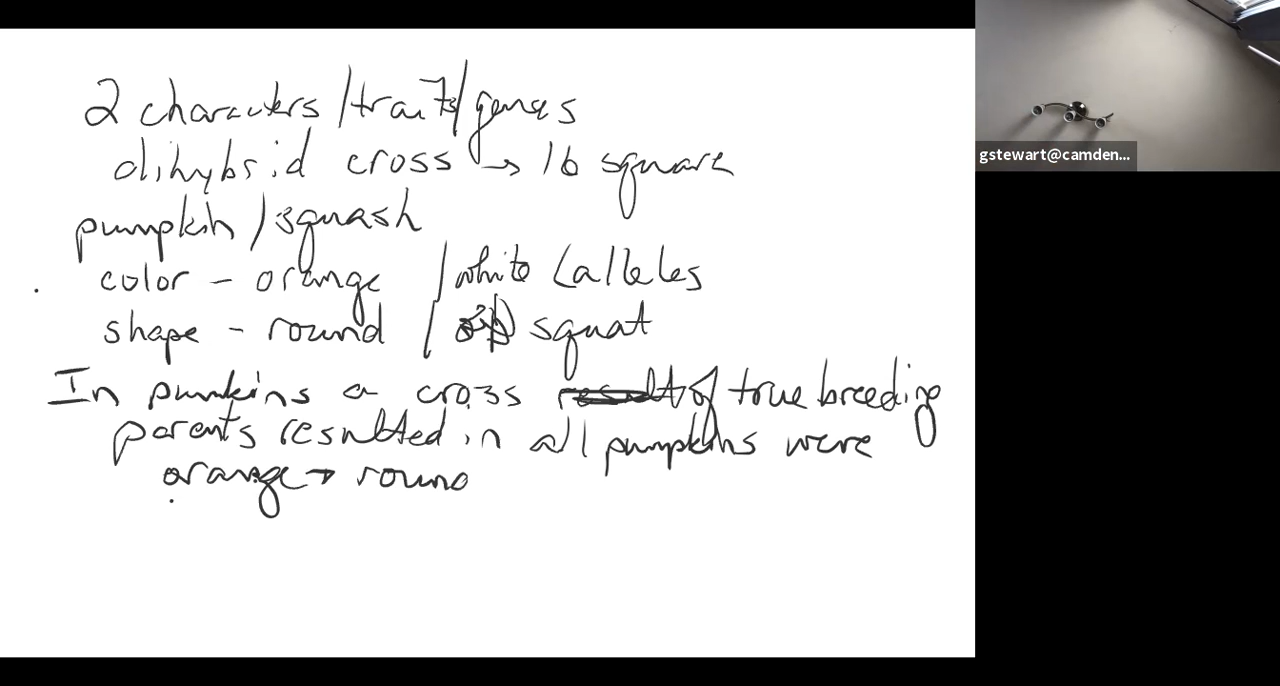 2 characters/traits/genes
dihybrid cross → 16 square
pumpkin/squash
color - orange / white (alleles
shape - round / squat
In pumkins a cross of true breeding
parents resulted in all pumpkins were
orange + round
gstewart@camden...